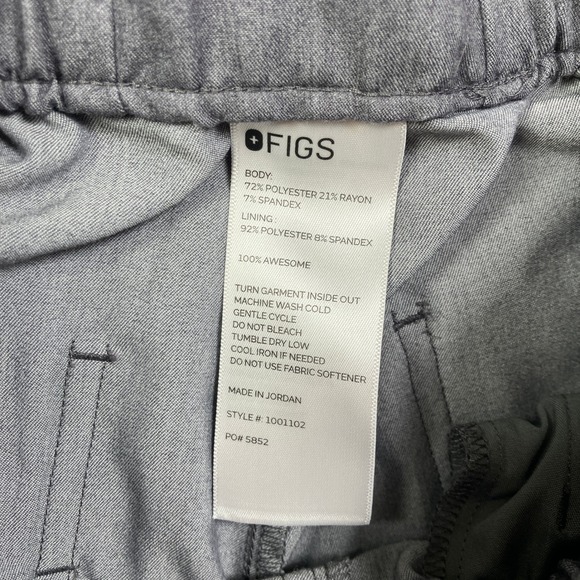 FIGS
BODY:
72% POLYESTER 21% RAYON
7% SPANDEX
LINING :
92% POLYESTER 8% SPANDEX
100% AWESOME
TURN GARMENT INSIDE OUT
MACHINE WASH COLD
GENTLE CYCLE
DO NOT BLEACH
TUMBLE DRY LOW
COOL IRON IF NEEDED
DO NOT USE FABRIC SOFTENER
MADE IN JORDAN
STYLE #: 1001102
PO# 5852